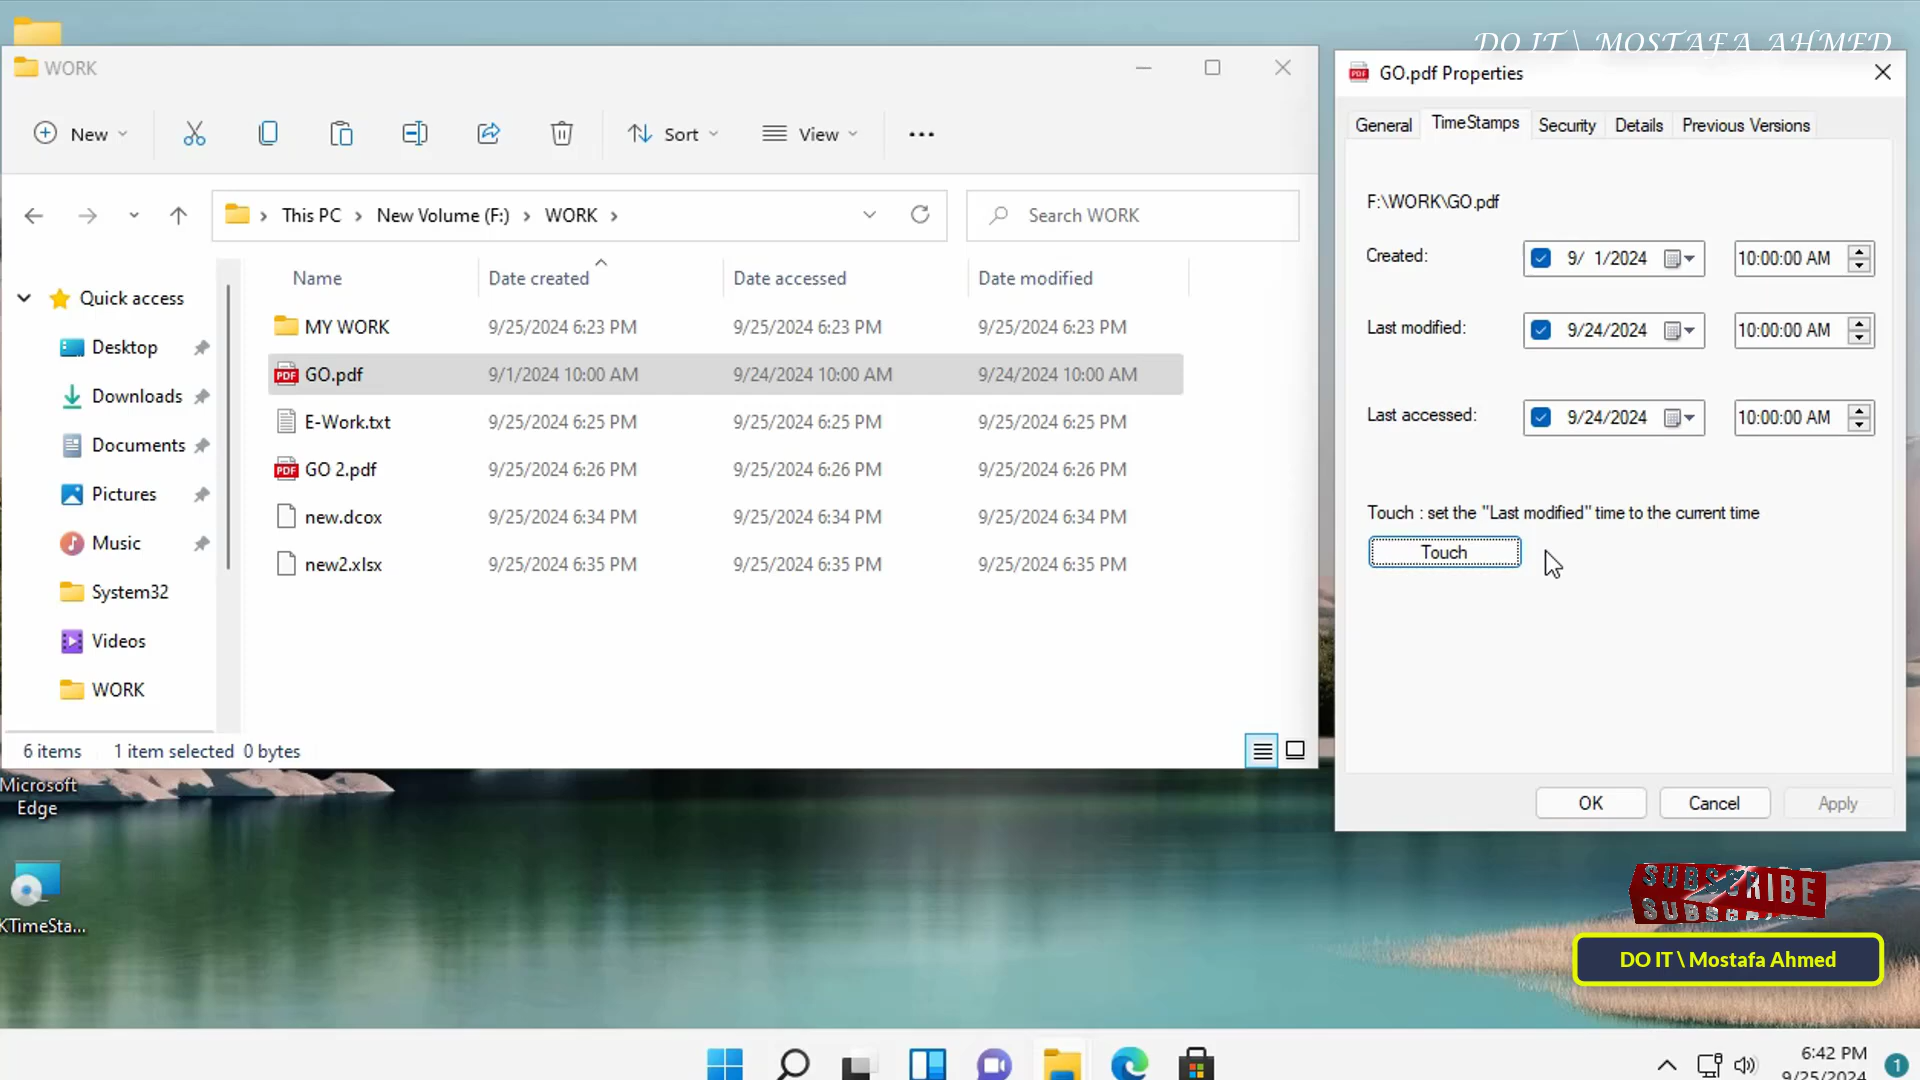 DO IT \ MOSTAFA AHMED
WORK
New
Sort
View
This PC
New Volume (F:)
WORK
Search WORK
Quick access
Desktop
Downloads
Documents
Pictures
Music
System32
Videos
WORK
Name
Date created
Date accessed
Date modified
MY WORK 9/25/2024 6:23 PM 9/25/2024 6:23 PM 9/25/2024 6:23 PM
PDF GO.pdf 9/1/2024 10:00 AM 9/24/2024 10:00 AM 9/24/2024 10:00 AM
E-Work.txt 9/25/2024 6:25 PM 9/25/2024 6:25 PM 9/25/2024 6:25 PM
PDF GO 2.pdf 9/25/2024 6:26 PM 9/25/2024 6:26 PM 9/25/2024 6:26 PM
new.dcox 9/25/2024 6:34 PM 9/25/2024 6:34 PM 9/25/2024 6:34 PM
new2.xlsx 9/25/2024 6:35 PM 9/25/2024 6:35 PM 9/25/2024 6:35 PM
6 items 1 item selected 0 bytes
PDF GO.pdf Properties
General TimeStamps Security Details Previous Versions
F:\WORK\GO.pdf
Created: 9/ 1/2024 10:00:00 AM
Last modified: 9/24/2024 10:00:00 AM
Last accessed: 9/24/2024 10:00:00 AM
Touch : set the "Last modified" time to the current time
Touch
OK Cancel Apply
Microsoft
Edge
KTimeSta...
SUBSCRIBE
DO IT \ Mostafa Ahmed
6:42 PM
9/25/2024
1